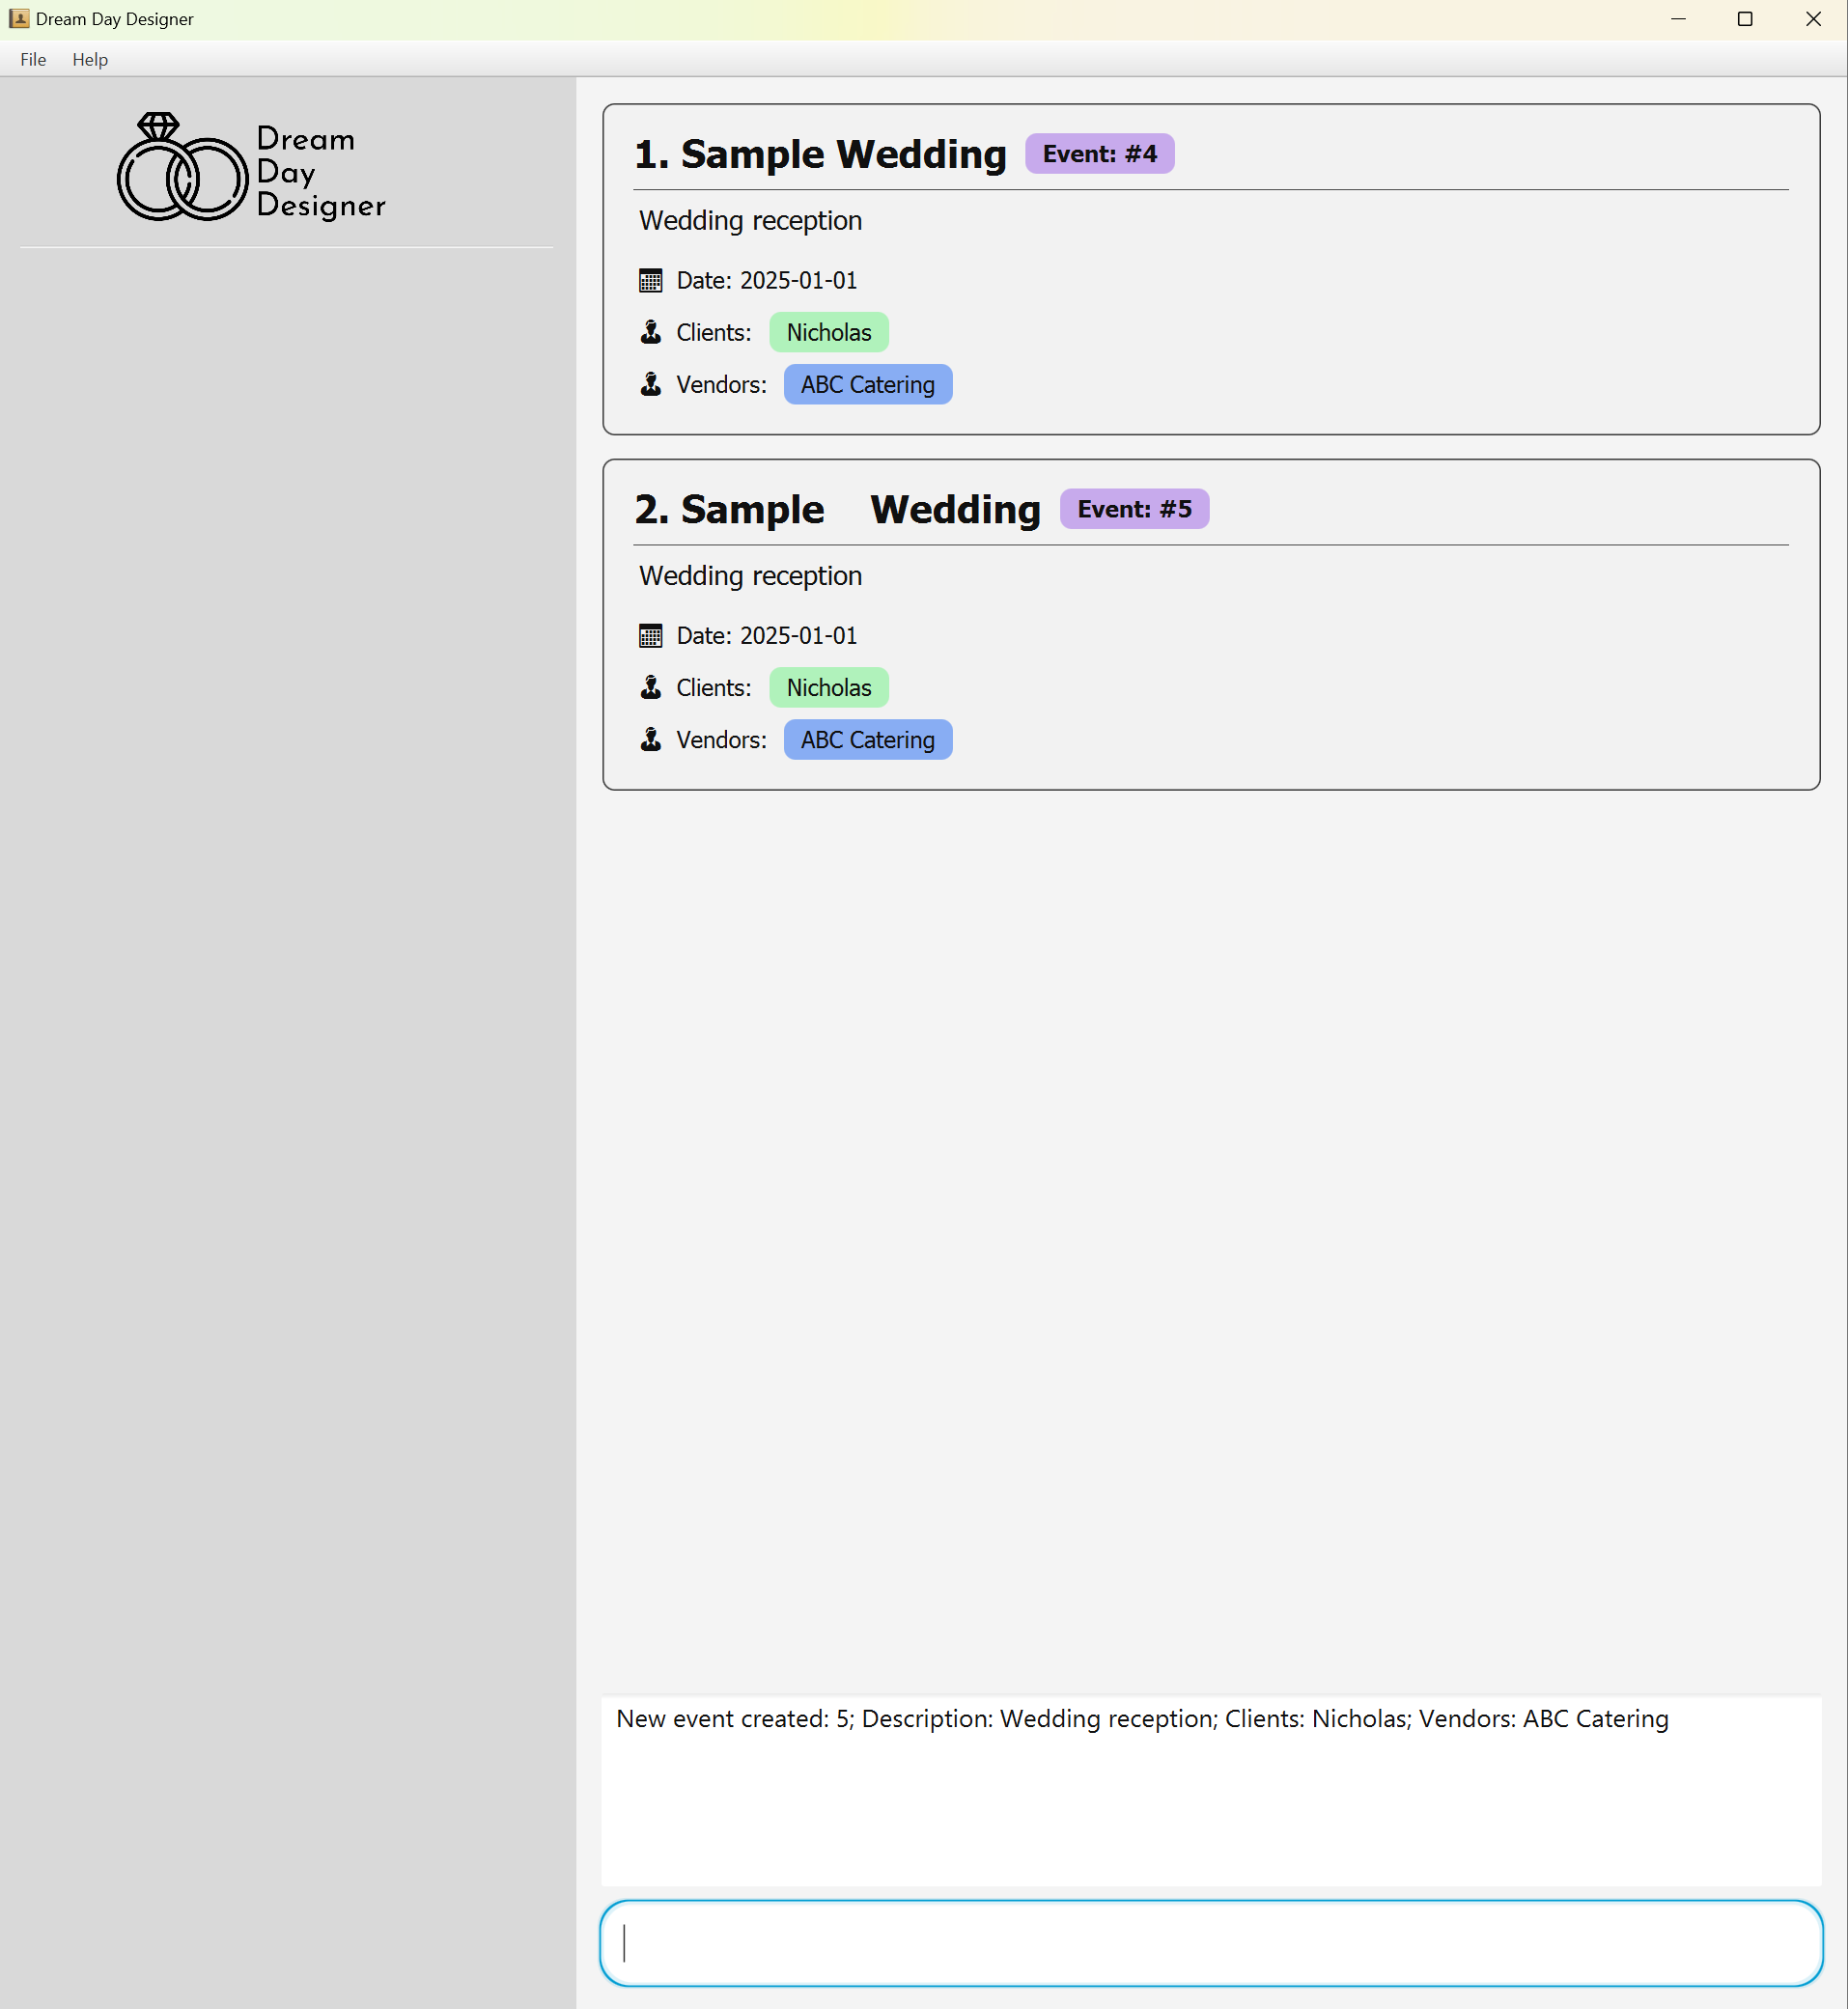 Dream Day Designer
File Help
Dream
Day
Designer
1. Sample Wedding Event: #4
Wedding reception
Date: 2025-01-01
Clients: Nicholas
Vendors: ABC Catering
2. Sample    Wedding Event: #5
Wedding reception
Date: 2025-01-01
Clients: Nicholas
Vendors: ABC Catering
New event created: 5; Description: Wedding reception; Clients: Nicholas; Vendors: ABC Catering